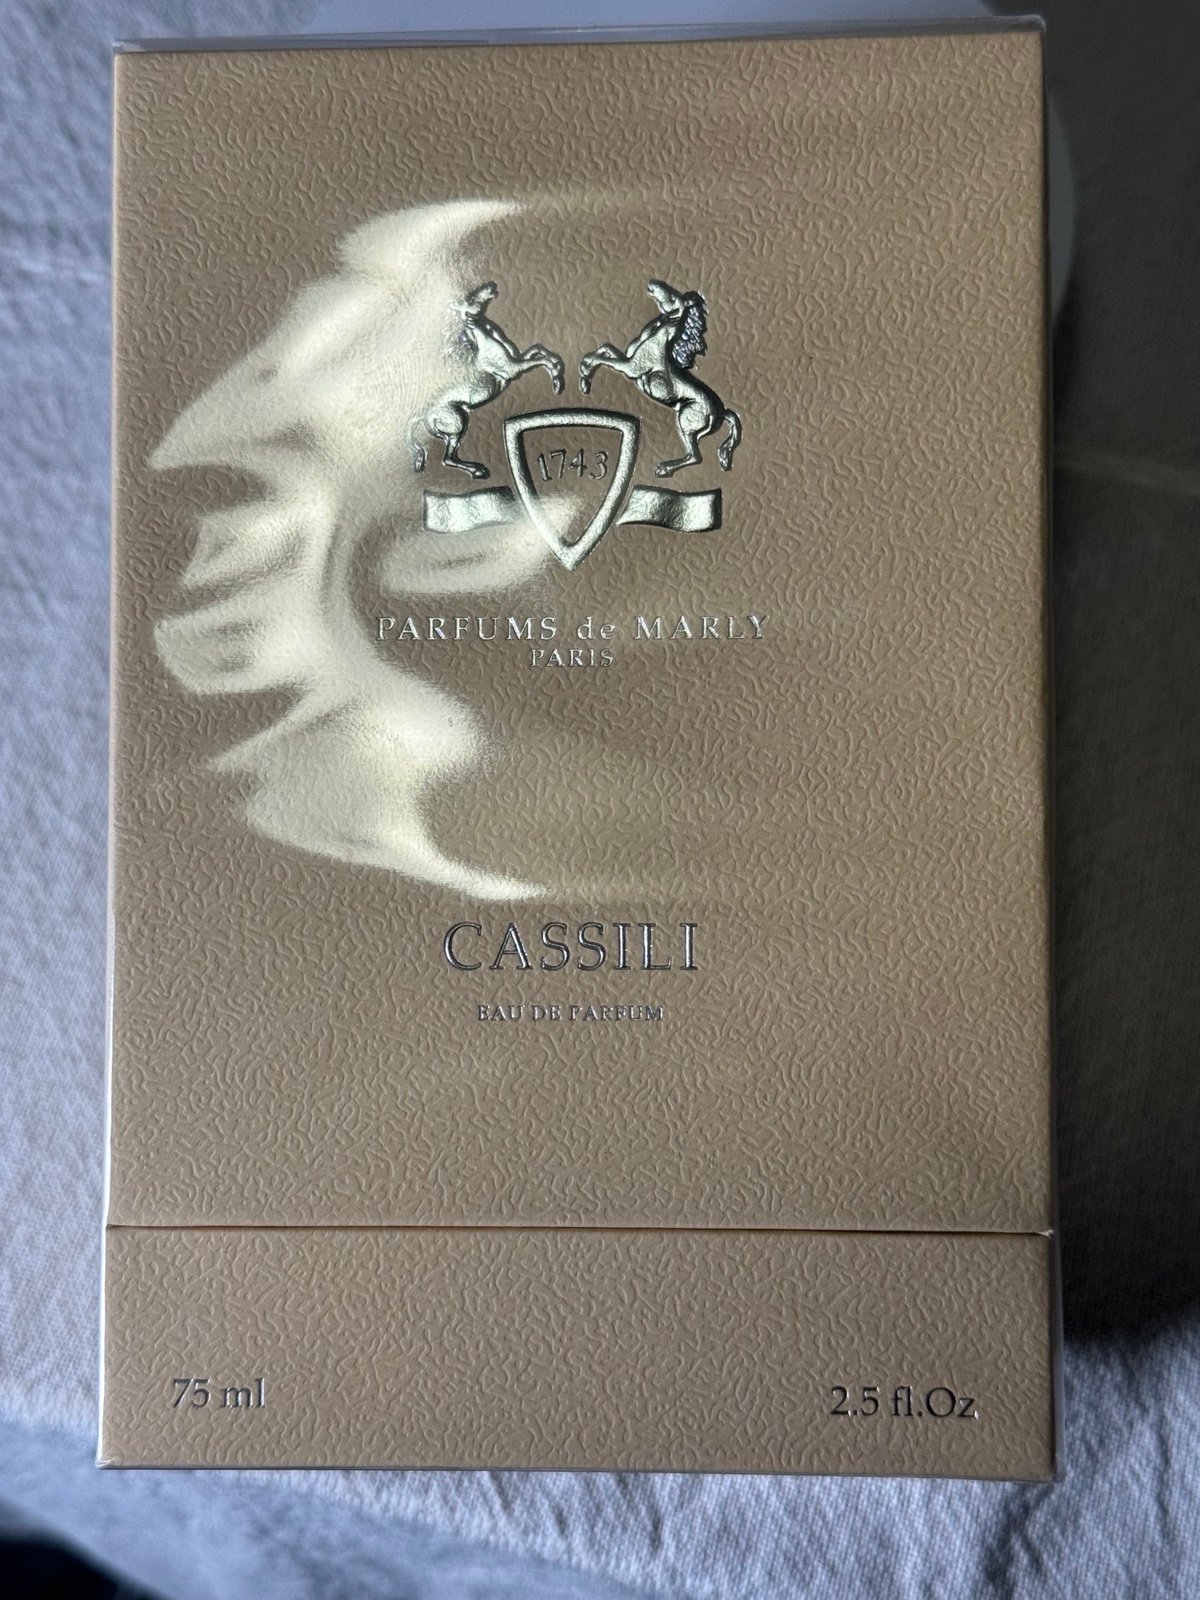 1743
PARFUMS de MARLY
PARIS
CASSILI
EAU DE PARFUM
75 ml
2.5 fl.Oz